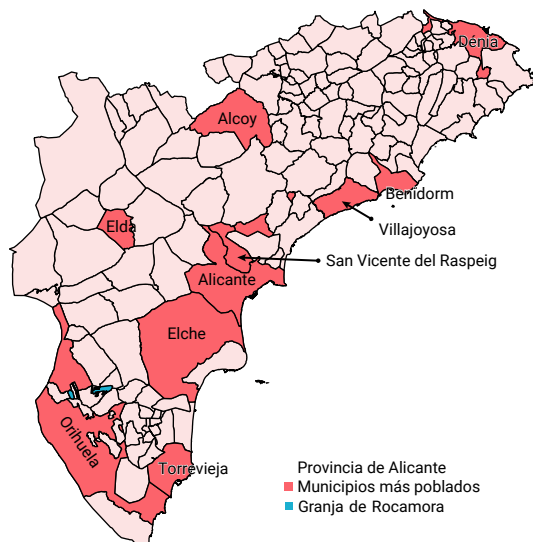 Dénia
Alcoy
Benidorm
Elda
Villajoyosa
San Vicente del Raspeig
Alicante
Elche
Orihuela
Torrevieja
Provincia de Alicante
Municipios más poblados
Granja de Rocamora